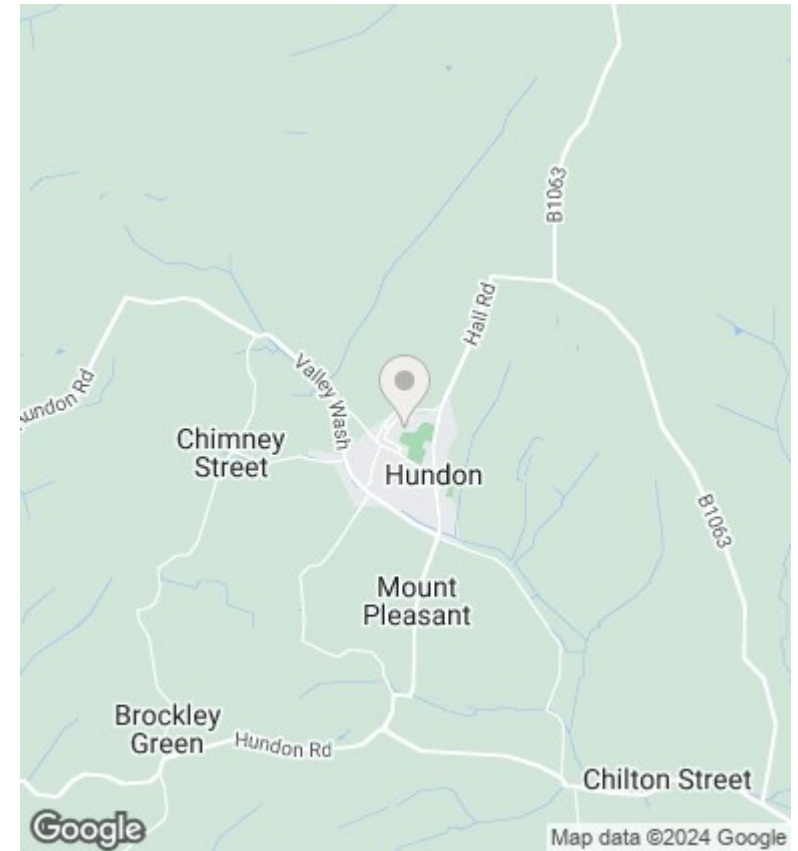 B1063
Hall Rd
Valley Wash
Hundon Rd
Chimney
Street
Hundon
B1063
Mount
Pleasant
Brockley
Green
Hundon Rd
Chilton Street
Google
Map data ©2024 Google